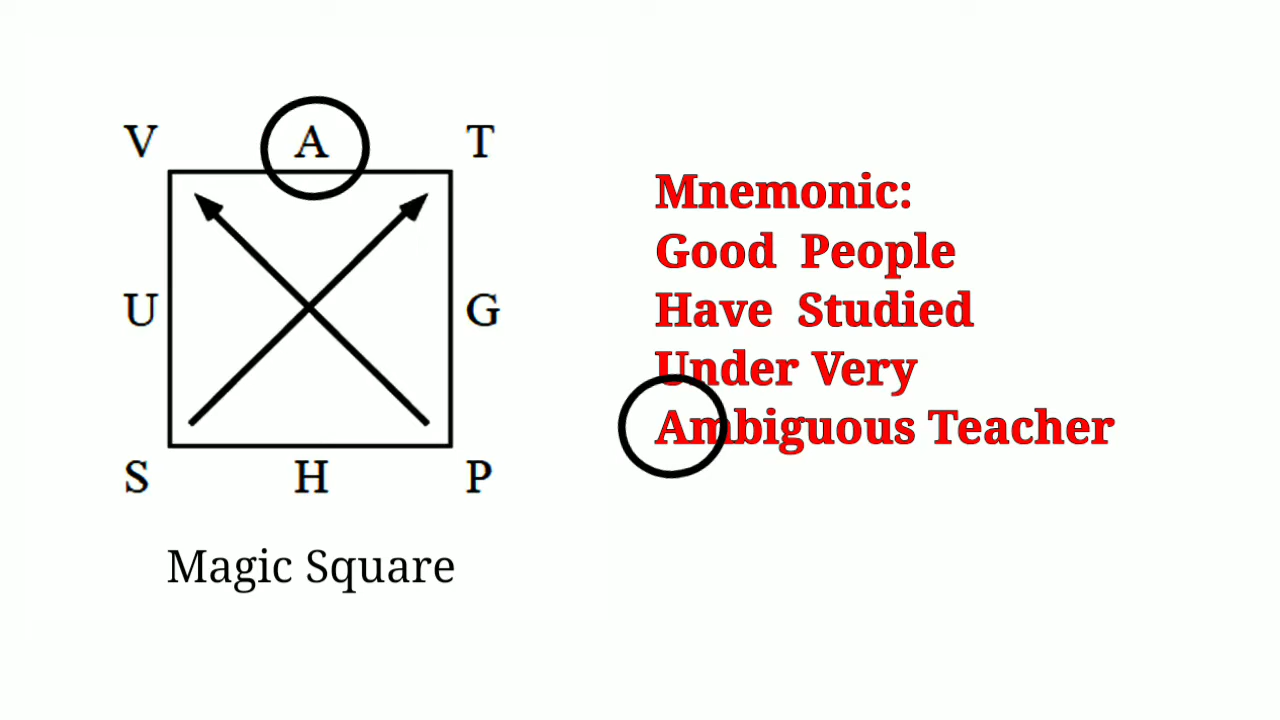 V A T
U G
S H P
Magic Square
Mnemonic:
Good People
Have Studied
Under Very
Ambiguous Teacher